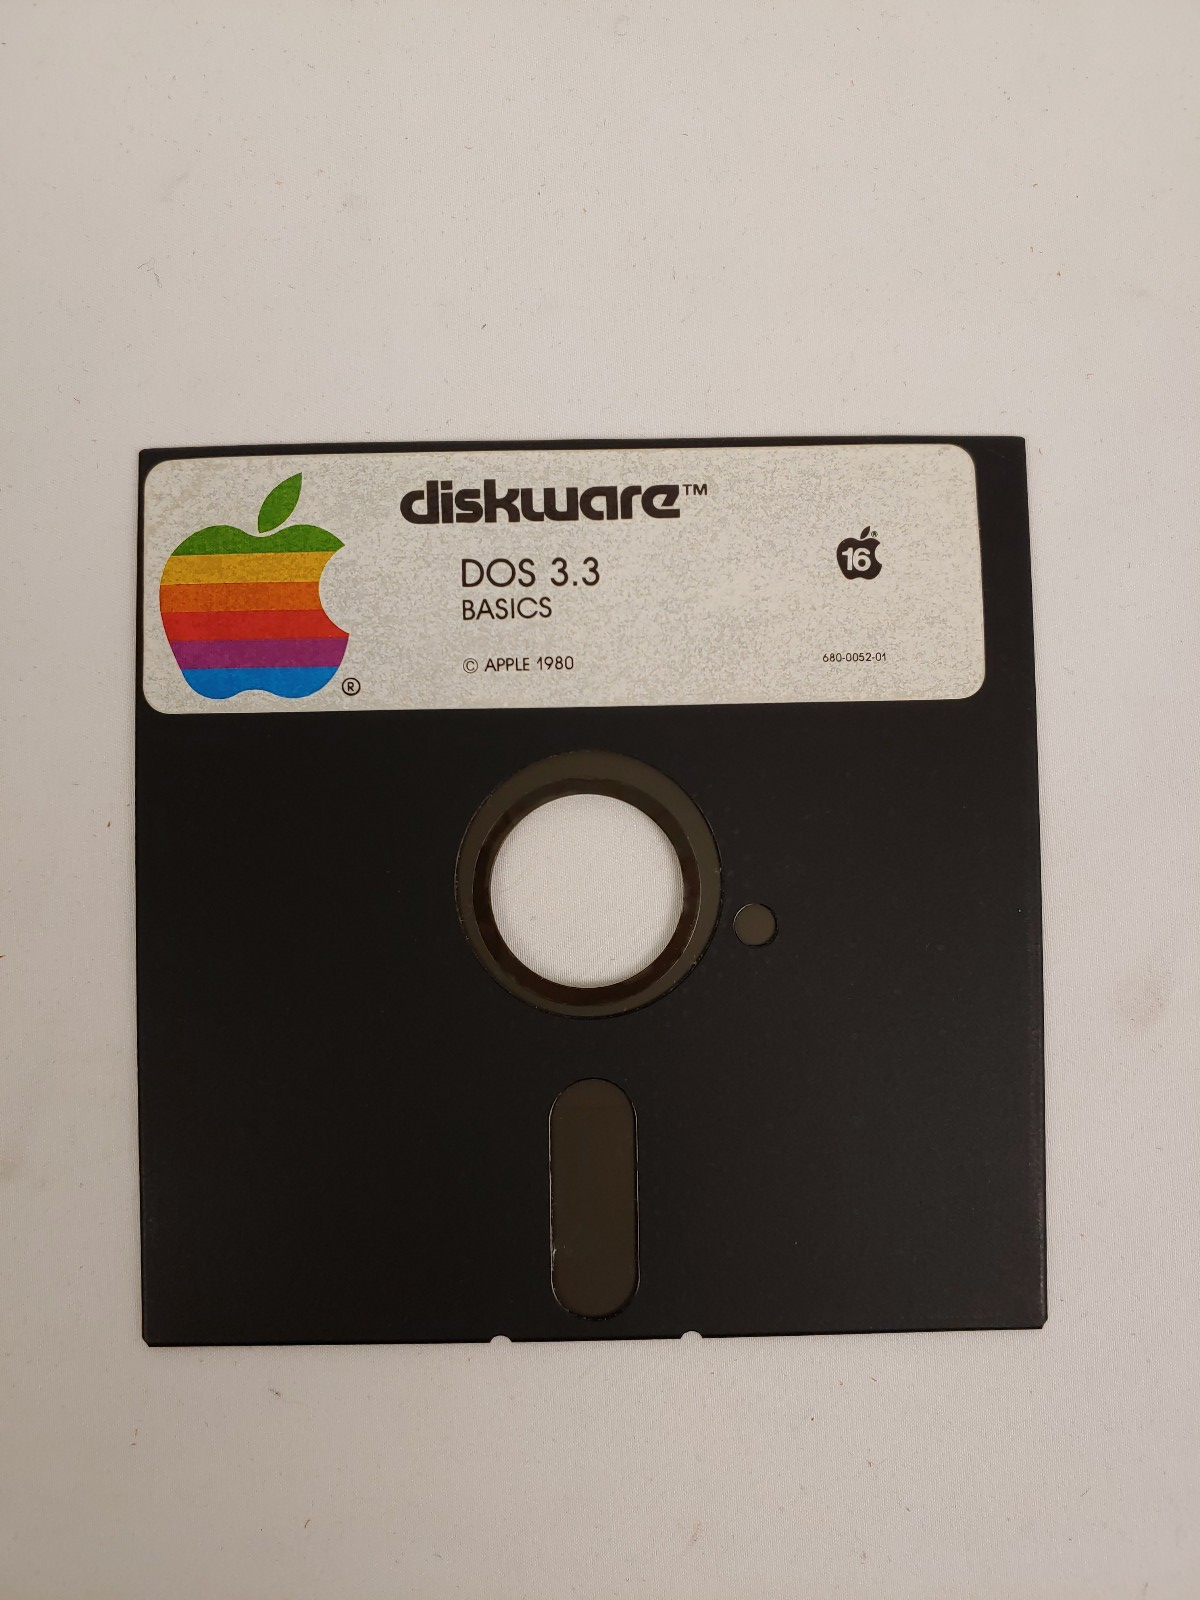 diskware™
DOS 3.3
BASICS
© APPLE 1980
®
16
®
680-0052-01